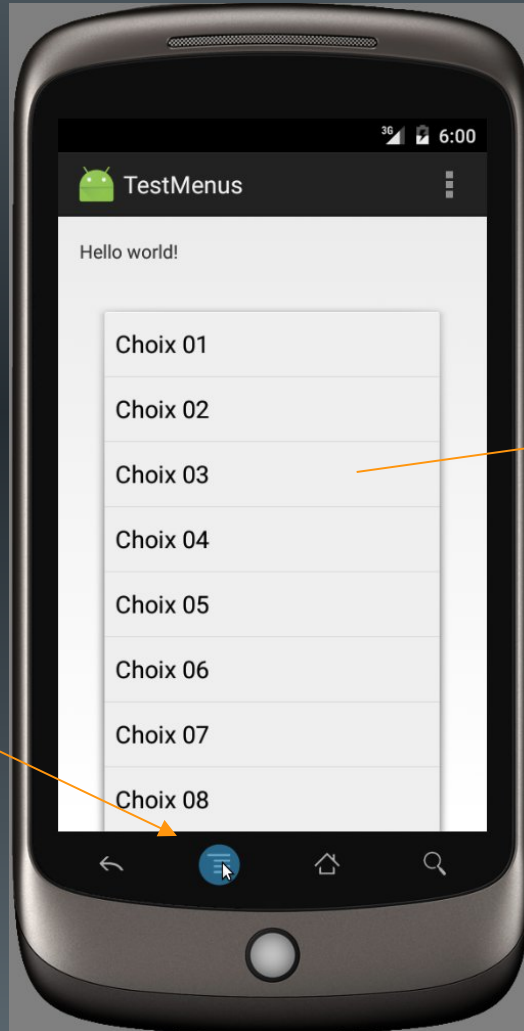 3G 6:00
TestMenus
Hello world!
Choix 01
Choix 02
Choix 03
Choix 04
Choix 05
Choix 06
Choix 07
Choix 08